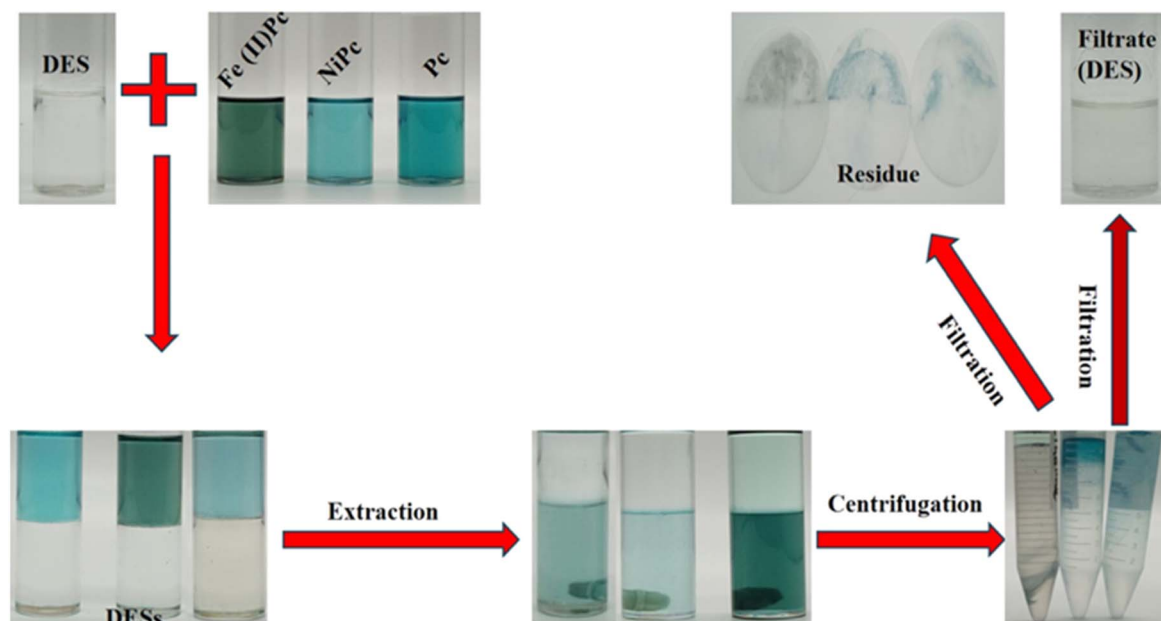 DES
Fe (II)Pc
NiPc
Pc
Residue
Filtrate
(DES)
Filtration
Filtration
DESs
Extraction
Centrifugation